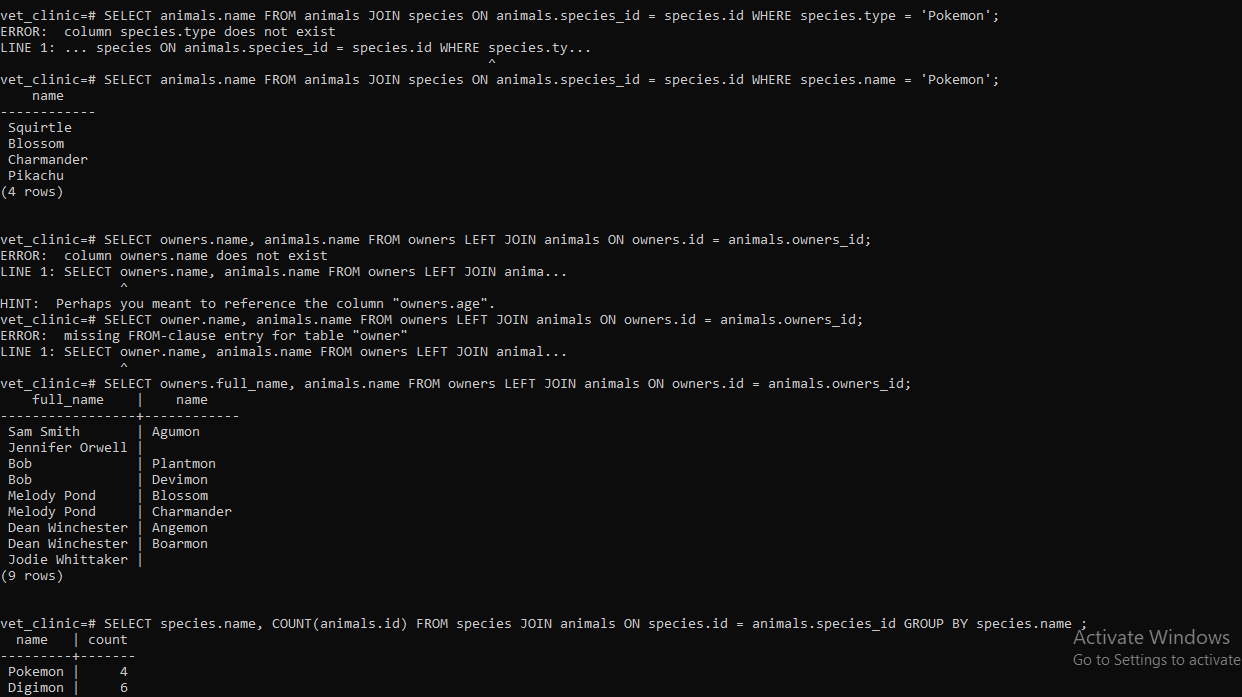 vet_clinic=# SELECT animals.name FROM animals JOIN species ON animals.species_id = species.id WHERE species.type = 'Pokemon';
ERROR:  column species.type does not exist
LINE 1: ... species ON animals.species_id = species.id WHERE species.ty...
                                                             ^
vet_clinic=# SELECT animals.name FROM animals JOIN species ON animals.species_id = species.id WHERE species.name = 'Pokemon';
    name
------------
 Squirtle
 Blossom
 Charmander
 Pikachu
(4 rows)

vet_clinic=# SELECT owners.name, animals.name FROM owners LEFT JOIN animals ON owners.id = animals.owners_id;
ERROR:  column owners.name does not exist
LINE 1: SELECT owners.name, animals.name FROM owners LEFT JOIN anima...
               ^
HINT:  Perhaps you meant to reference the column "owners.age".
vet_clinic=# SELECT owner.name, animals.name FROM owners LEFT JOIN animals ON owners.id = animals.owners_id;
ERROR:  missing FROM-clause entry for table "owner"
LINE 1: SELECT owner.name, animals.name FROM owners LEFT JOIN animal...
               ^
vet_clinic=# SELECT owners.full_name, animals.name FROM owners LEFT JOIN animals ON owners.id = animals.owners_id;
    full_name    |    name
-----------------+------------
 Sam Smith       | Agumon
 Jennifer Orwell |
 Bob             | Plantmon
 Bob             | Devimon
 Melody Pond     | Blossom
 Melody Pond     | Charmander
 Dean Winchester | Angemon
 Dean Winchester | Boarmon
 Jodie Whittaker |
(9 rows)

vet_clinic=# SELECT species.name, COUNT(animals.id) FROM species JOIN animals ON species.id = animals.species_id GROUP BY species.name ;
  name   | count
---------+-------
 Pokemon |     4
 Digimon |     6
Activate Windows
Go to Settings to activate